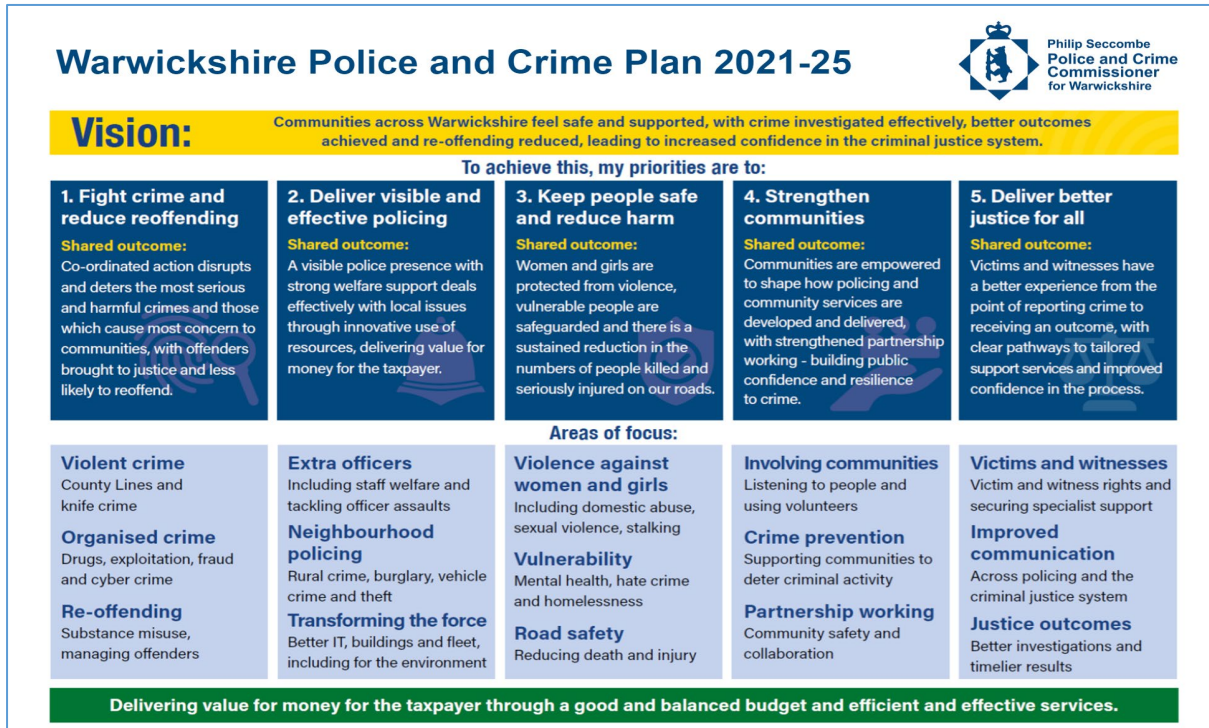 Warwickshire Police and Crime Plan 2021-25
Philip Seccombe
Police and Crime
Commissioner
for Warwickshire
Vision:
Communities across Warwickshire feel safe and supported, with crime investigated effectively, better outcomes
achieved and re-offending reduced, leading to increased confidence in the criminal justice system.
To achieve this, my priorities are to:
1. Fight crime and
reduce reoffending
Shared outcome:
Co-ordinated action disrupts
and deters the most serious
and harmful crimes and those
which cause most concern to
communities, with offenders
brought to justice and less
likely to reoffend.
2. Deliver visible and
effective policing
Shared outcome:
A visible police presence with
strong welfare support deals
effectively with local issues
through innovative use of
resources, delivering value for
money for the taxpayer.
3. Keep people safe
and reduce harm
Shared outcome:
Women and girls are
protected from violence,
vulnerable people are
safeguarded and there is a
sustained reduction in the
numbers of people killed and
seriously injured on our roads.
4. Strengthen
communities
Shared outcome:
Communities are empowered
to shape how policing and
community services are
developed and delivered,
with strengthened partnership
working - building public
confidence and resilience
to crime.
5. Deliver better
justice for all
Shared outcome:
Victims and witnesses have
a better experience from the
point of reporting crime to
receiving an outcome, with
clear pathways to tailored
support services and improved
confidence in the process.
Areas of focus:
Violent crime
County Lines and
knife crime
Organised crime
Drugs, exploitation, fraud
and cyber crime
Re-offending
Substance misuse,
managing offenders
Extra officers
Including staff welfare and
tackling officer assaults
Neighbourhood
policing
Rural crime, burglary, vehicle
crime and theft
Transforming the force
Better IT, buildings and fleet,
including for the environment
Violence against
women and girls
Including domestic abuse,
sexual violence, stalking
Vulnerability
Mental health, hate crime
and homelessness
Road safety
Reducing death and injury
Involving communities
Listening to people and
using volunteers
Crime prevention
Supporting communities to
deter criminal activity
Partnership working
Community safety and
collaboration
Victims and witnesses
Victim and witness rights and
securing specialist support
Improved
communication
Across policing and the
criminal justice system
Justice outcomes
Better investigations and
timelier results
Delivering value for money for the taxpayer through a good and balanced budget and efficient and effective services.